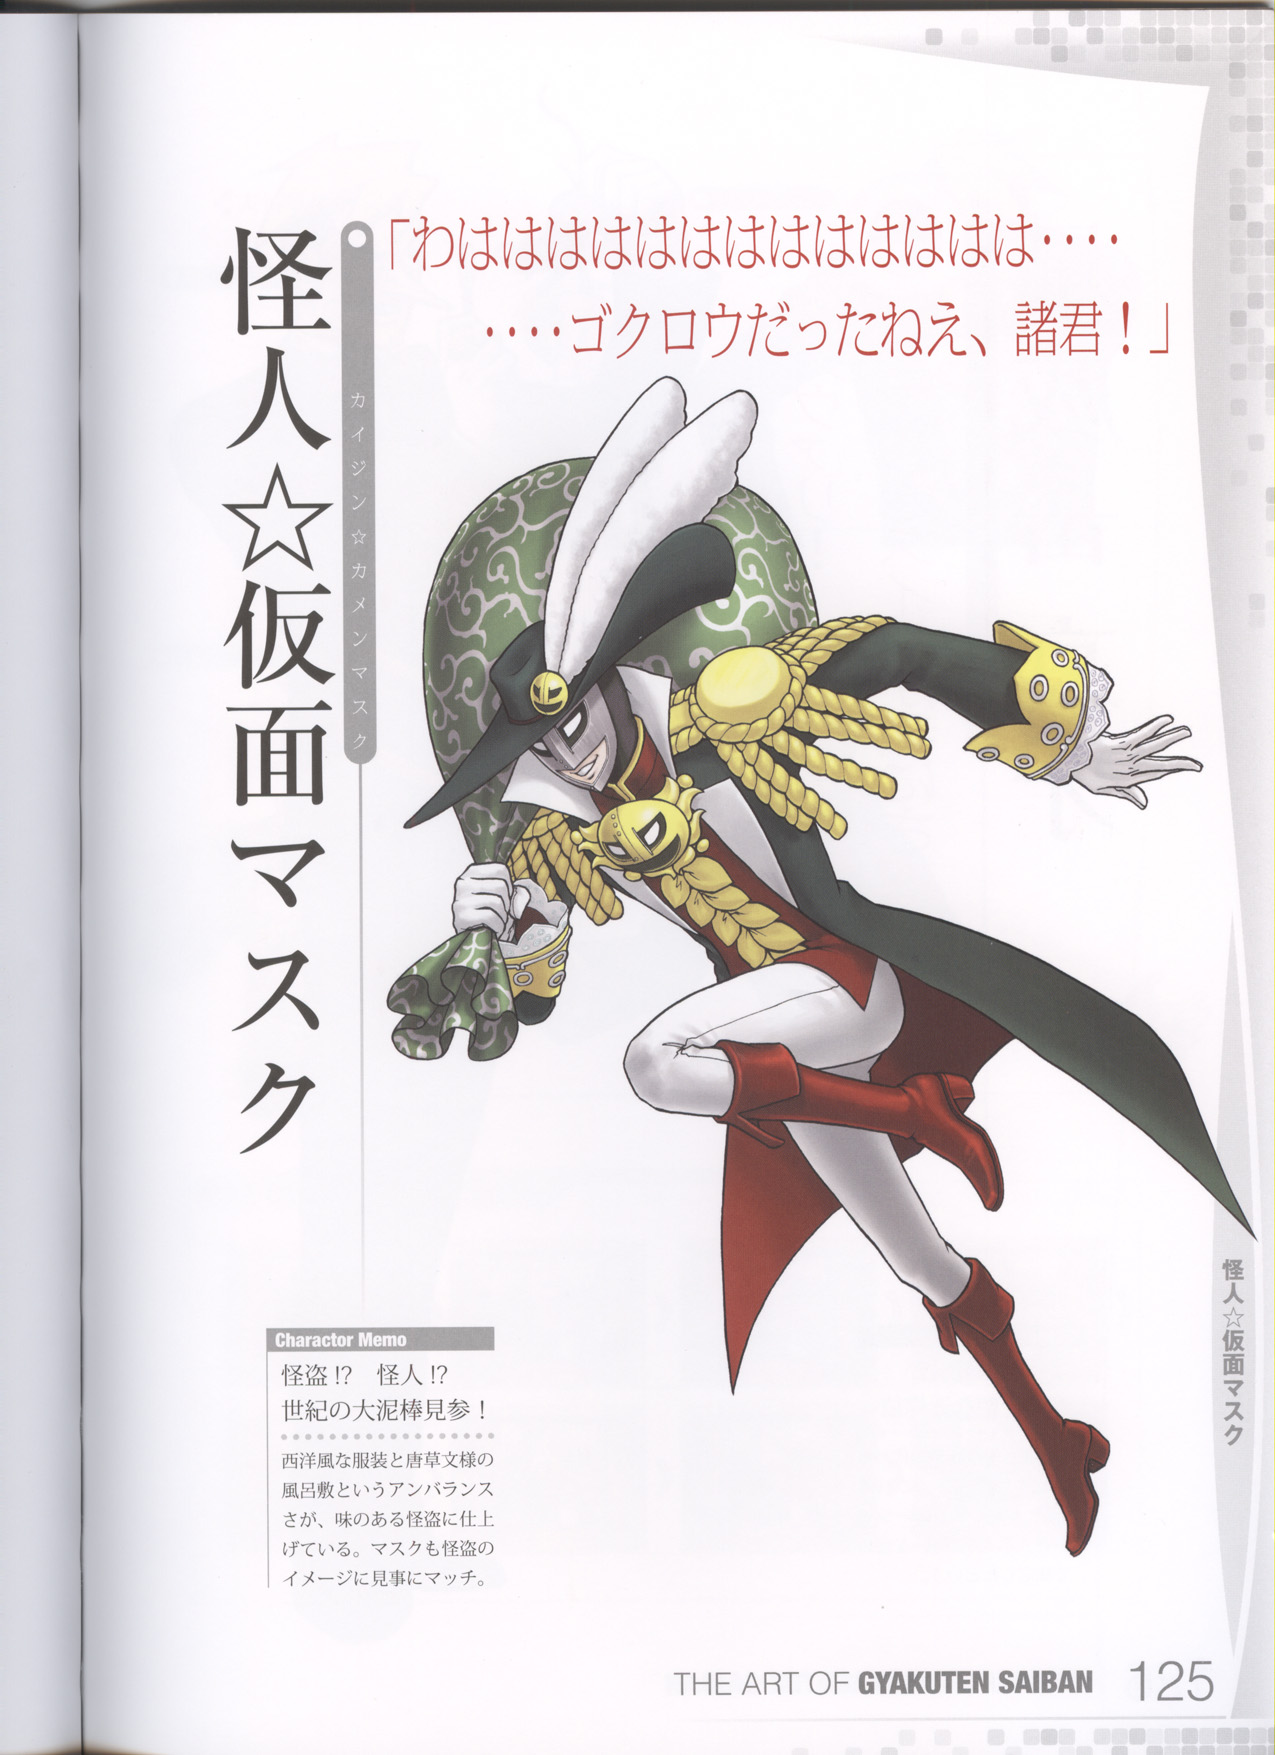 「わはははははははははははははは‥‥
‥‥ゴクロウだったねえ、諸君！」
怪人☆仮面マスク
カイジン☆カメンマスク
Charactor Memo
怪盗!?　怪人!?
世紀の大泥棒見参！
西洋風な服装と唐草文様の
風呂敷というアンバランス
さが、味のある怪盗に仕上
げている。マスクも怪盗の
イメージに見事にマッチ。
怪人☆仮面マスク
THE ART OF GYAKUTEN SAIBAN 125